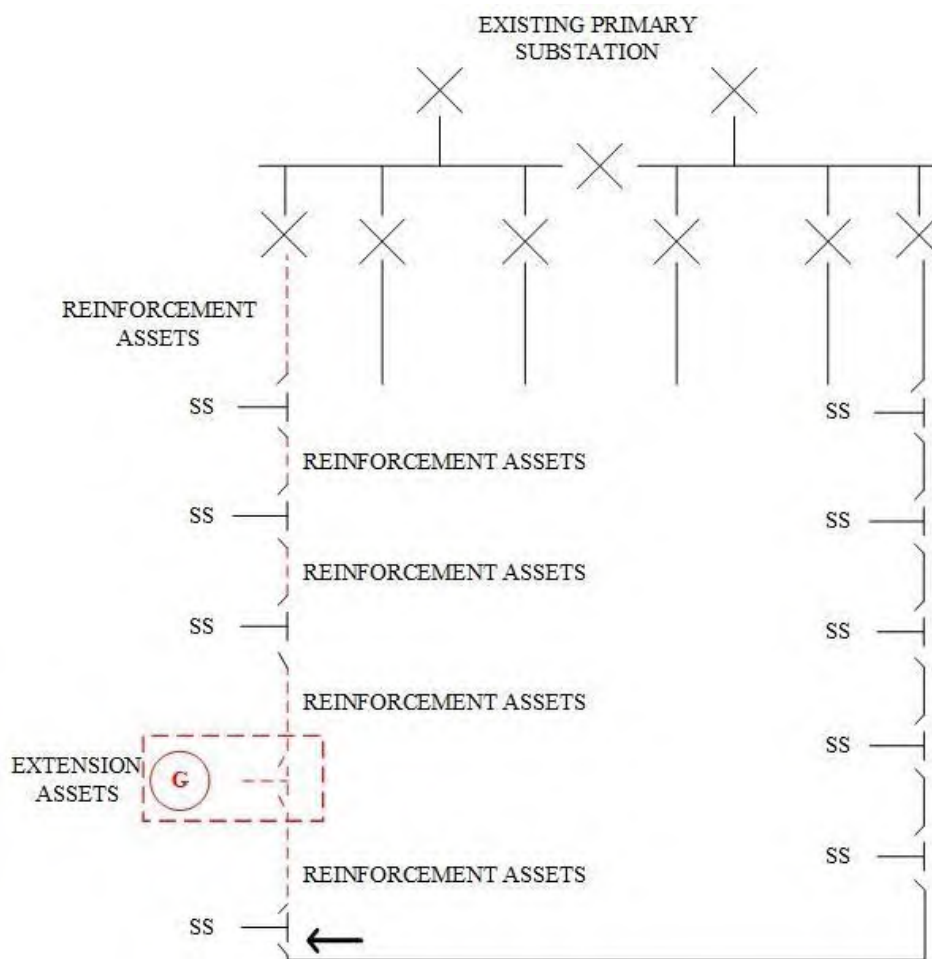 EXISTING PRIMARY
SUBSTATION
REINFORCEMENT
ASSETS
SS
SS
REINFORCEMENT ASSETS
SS
SS
REINFORCEMENT ASSETS
SS
SS
REINFORCEMENT ASSETS
SS
EXTENSION
ASSETS
G
SS
REINFORCEMENT ASSETS
SS